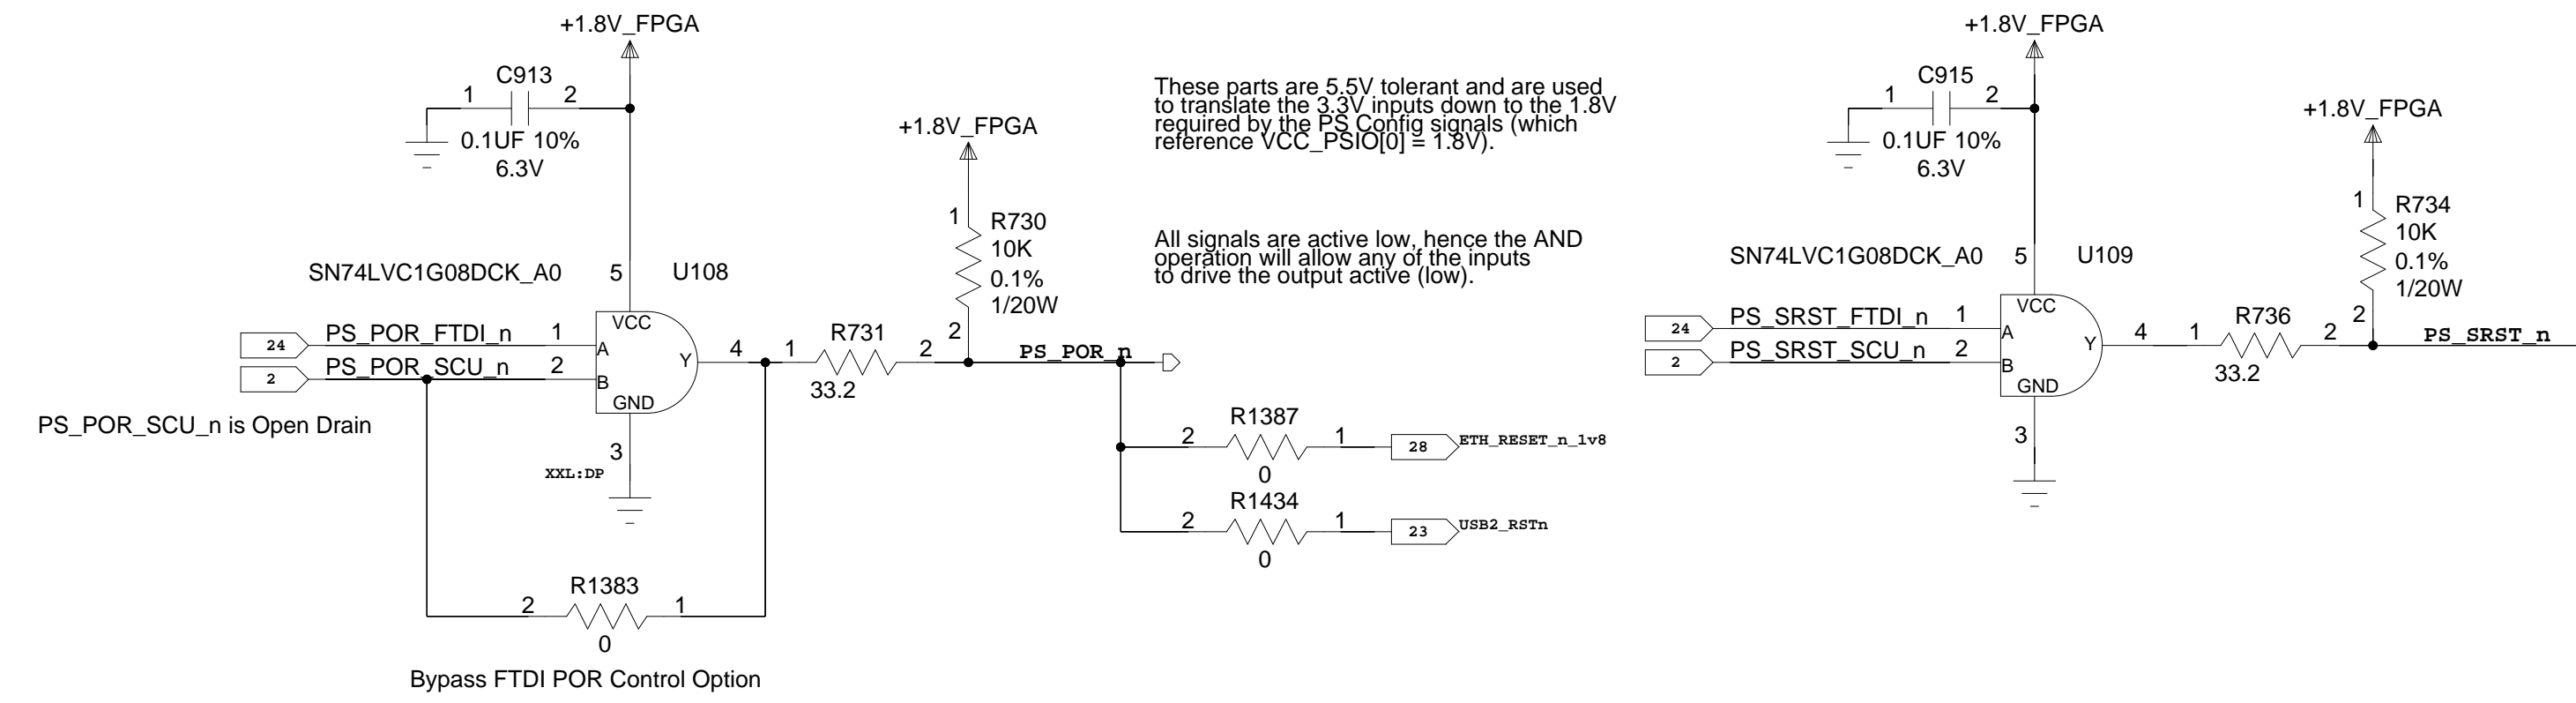 +1.8V_FPGA
C913
1 2
0.1UF 10%
6.3V
SN74LVC1G08DCK_A0
5
U108
VCC
24
PS_POR_FTDI_n
1
A
2
PS_POR_SCU_n
2
B
Y
4
GND
3
XXL:DP
PS_POR_SCU_n is Open Drain
1
R731
2
33.2
+1.8V_FPGA
1
R730
10K
0.1%
1/20W
2
PS_POR_n
2
R1387
1
0
28
ETH_RESET_n_1v8
2
R1434
1
0
23
USB2_RSTn
2
R1383
1
0
Bypass FTDI POR Control Option
These parts are 5.5V tolerant and are used
to translate the 3.3V inputs down to the 1.8V
required by the PS Config signals (which
reference VCC_PSIO[0] = 1.8V).
All signals are active low, hence the AND
operation will allow any of the inputs
to drive the output active (low).
+1.8V_FPGA
C915
1 2
0.1UF 10%
6.3V
SN74LVC1G08DCK_A0
5
U109
VCC
24
PS_SRST_FTDI_n
1
A
2
PS_SRST_SCU_n
2
B
Y
4
GND
3
1
R736
2
33.2
+1.8V_FPGA
1
R734
10K
0.1%
1/20W
2
PS_SRST_n